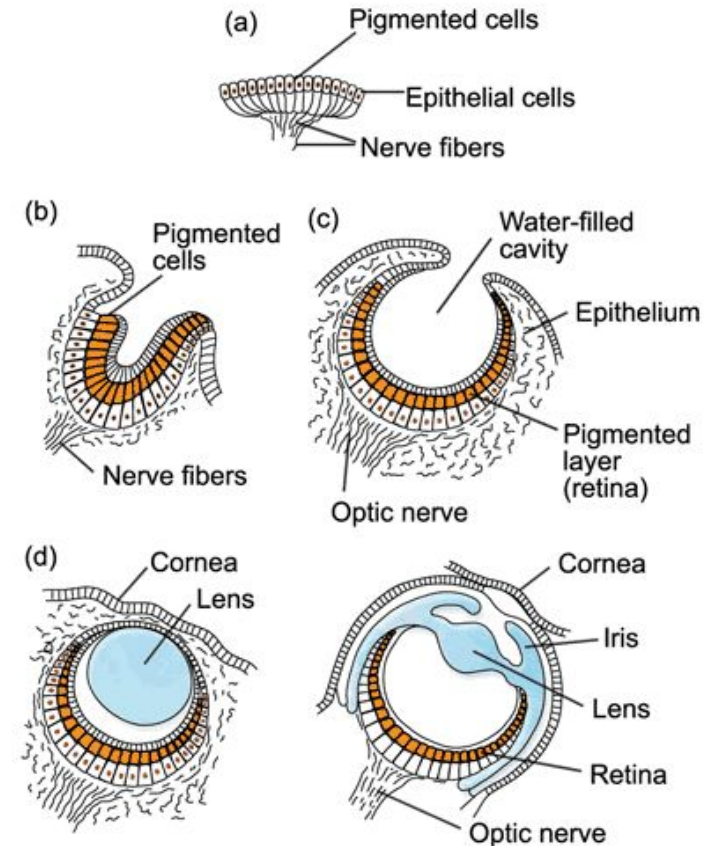 (a)
Pigmented cells
Epithelial cells
Nerve fibers
(b)
Pigmented
cells
Nerve fibers
(c)
Water-filled
cavity
Epithelium
Pigmented
layer
(retina)
Optic nerve
(d)
Cornea
Lens
Cornea
Iris
Lens
Retina
Optic nerve